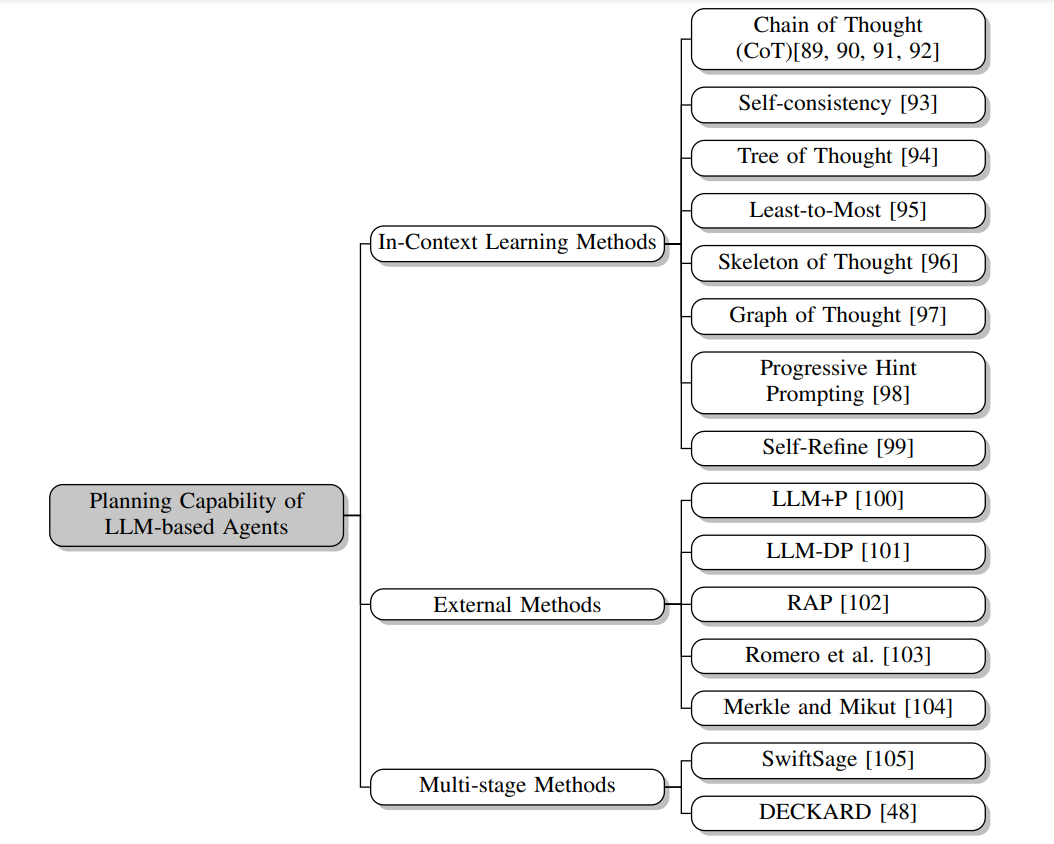 Chain of Thought
(CoT)[89, 90, 91, 92]
Self-consistency [93]
Tree of Thought [94]
Least-to-Most [95]
In-Context Learning Methods
Skeleton of Thought [96]
Graph of Thought [97]
Progressive Hint
Prompting [98]
Self-Refine [99]
Planning Capability of
LLM-based Agents
LLM+P [100]
LLM-DP [101]
External Methods
RAP [102]
Romero et al. [103]
Merkle and Mikut [104]
Multi-stage Methods
SwiftSage [105]
DECKARD [48]